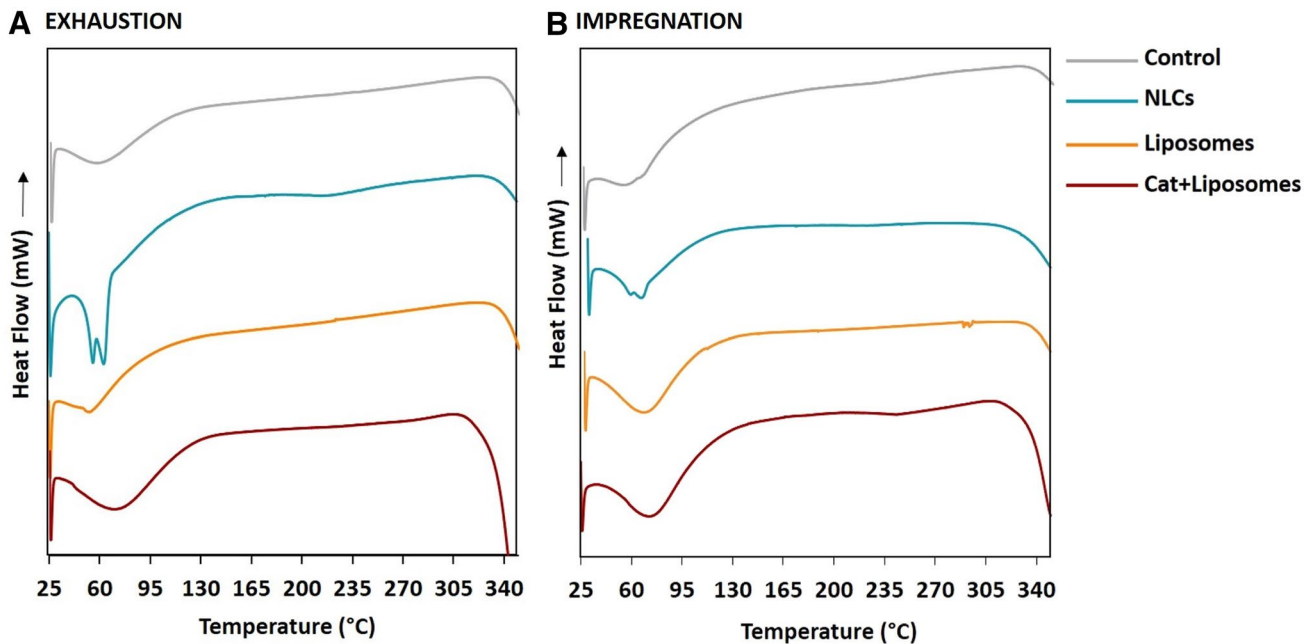 A EXHAUSTION
B IMPREGNATION
Control
NLCs
Liposomes
Cat+Liposomes
Heat Flow (mW)
Heat Flow (mW)
25 60 95 130 165 200 235 270 305 340
25 60 95 130 165 200 235 270 305 340
Temperature (°C)
Temperature (°C)